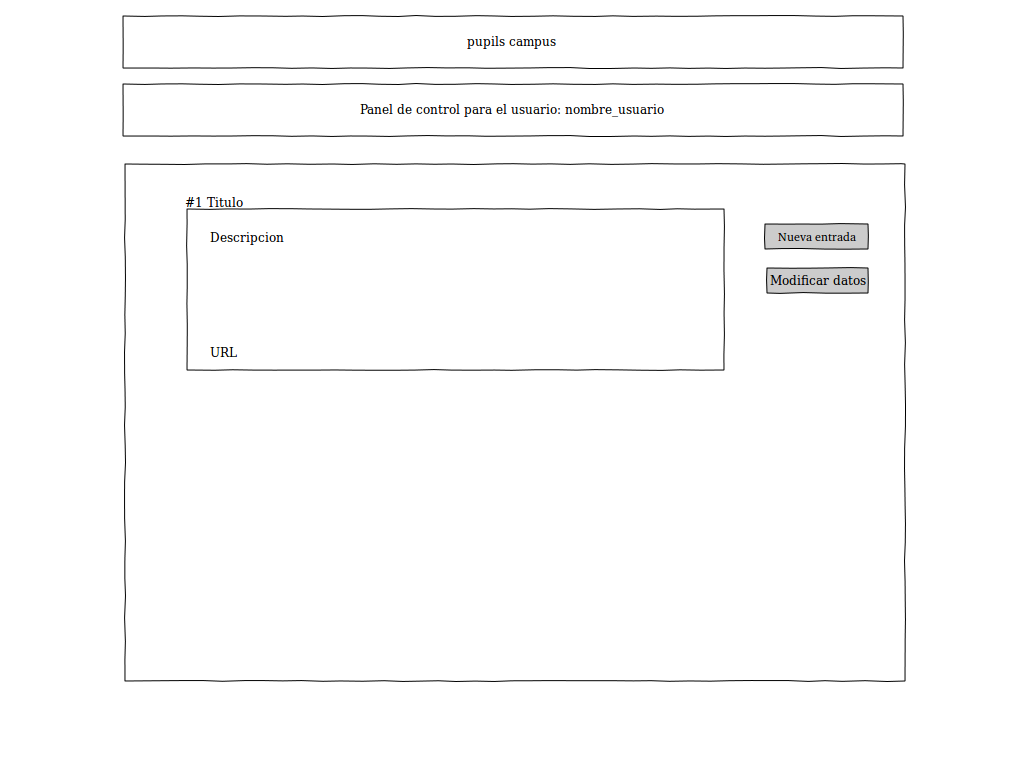 pupils campus
Panel de control para el usuario: nombre_usuario
#1 Titulo
Descripcion
Nueva entrada
Modificar datos
URL